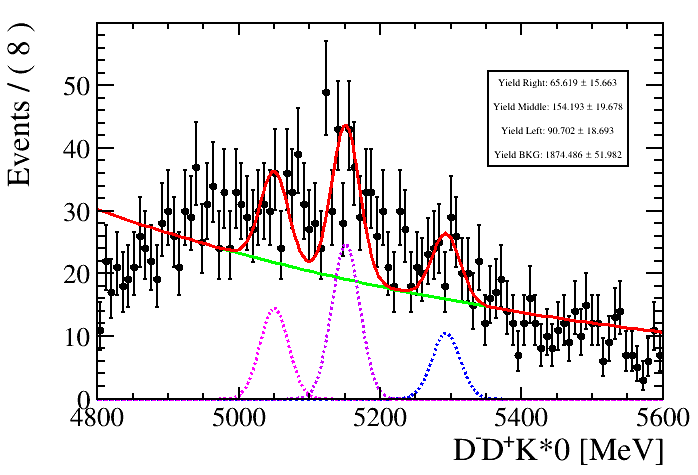 Events / ( 8 )
50
40
30
20
10
0
Yield Right: 65.619 ± 15.663
Yield Middle: 154.193 ± 19.678
Yield Left: 90.702 ± 18.693
Yield BKG: 1874.486 ± 51.982
4800 5000 5200 5400 5600
D⁻D⁺K*0 [MeV]